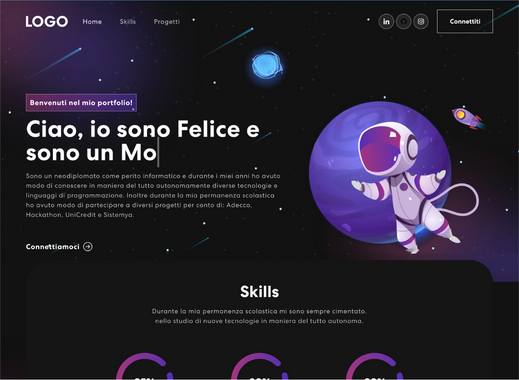 LOGO
Home Skills Progetti
Connettiti
Benvenuti nel mio portfolio!
Ciao, io sono Felice e
sono un Mo
Sono un neodiplomato come perito informatico e durante i miei anni ho avuto
modo di conoscere in maniera del tutto autonomamente diverse tecnologie e
linguaggi di programmazione. Inoltre durante la mia permanenza scolastica
ho avuto modo di partecipare a diversi progetti per conto di: Adecco,
Hackathon, UniCredit e Sistemya.
Connettiamoci
Skills
Durante la mia permanenza scolastica mi sono sempre cimentato,
nello studio di nuove tecnologie in maniera del tutto autonoma.